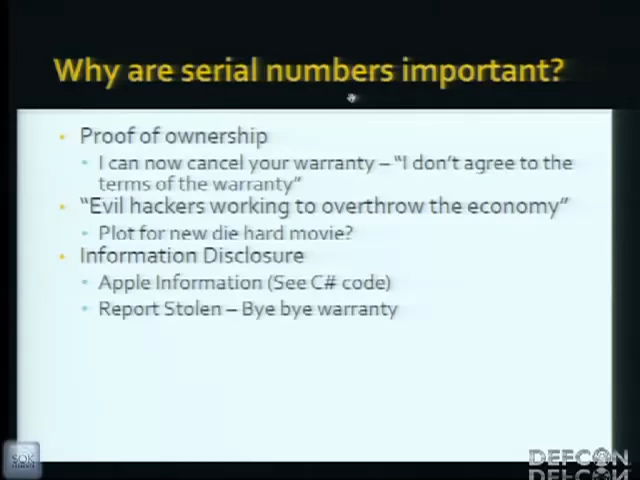 Why are serial numbers important?
Proof of ownership
I can now cancel your warranty – "I don't agree to the
terms of the warranty"
"Evil hackers working to overthrow the economy"
Plot for new die hard movie?
Information Disclosure
Apple Information (See C# code)
Report Stolen – Bye bye warranty
SOK
DEFCON